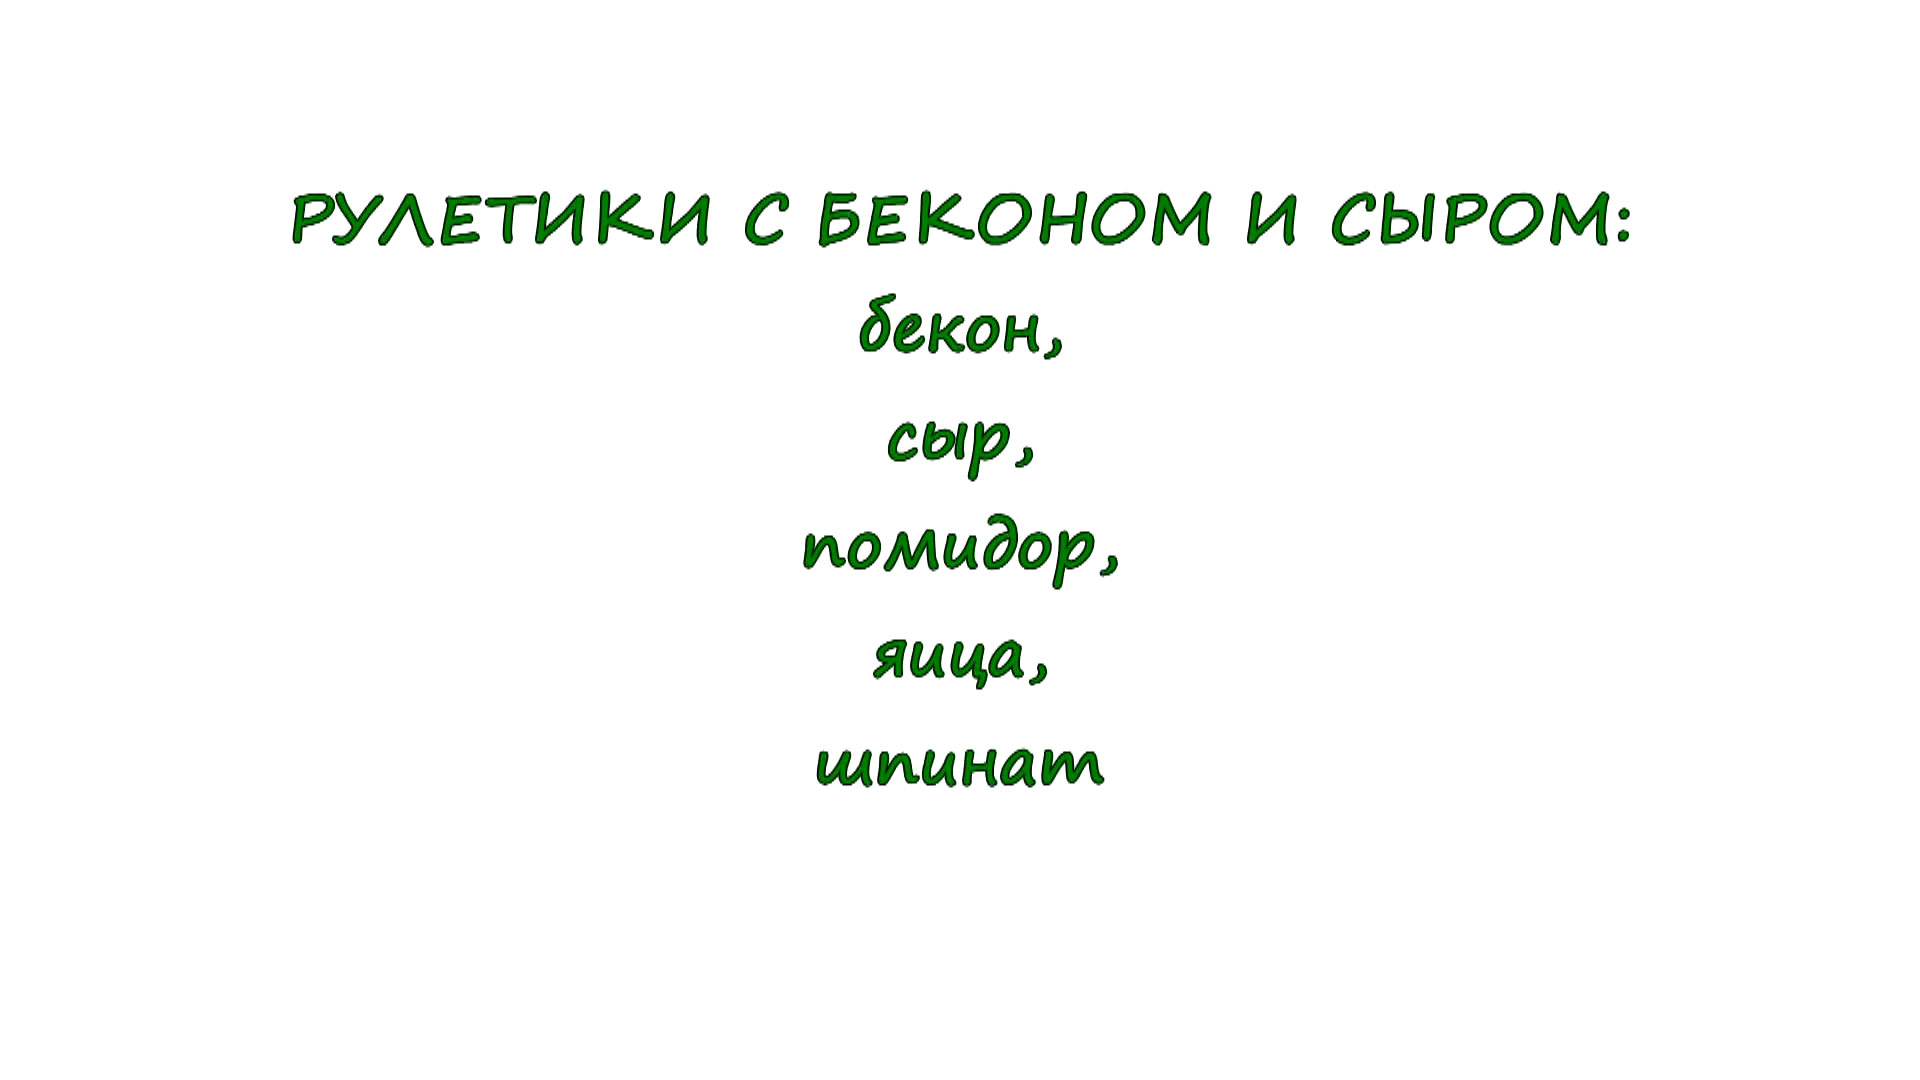 РУЛЕТИКИ С БЕКОНОМ И СЫРОМ:
бекон,
сыр,
помидор,
яица,
шпинат